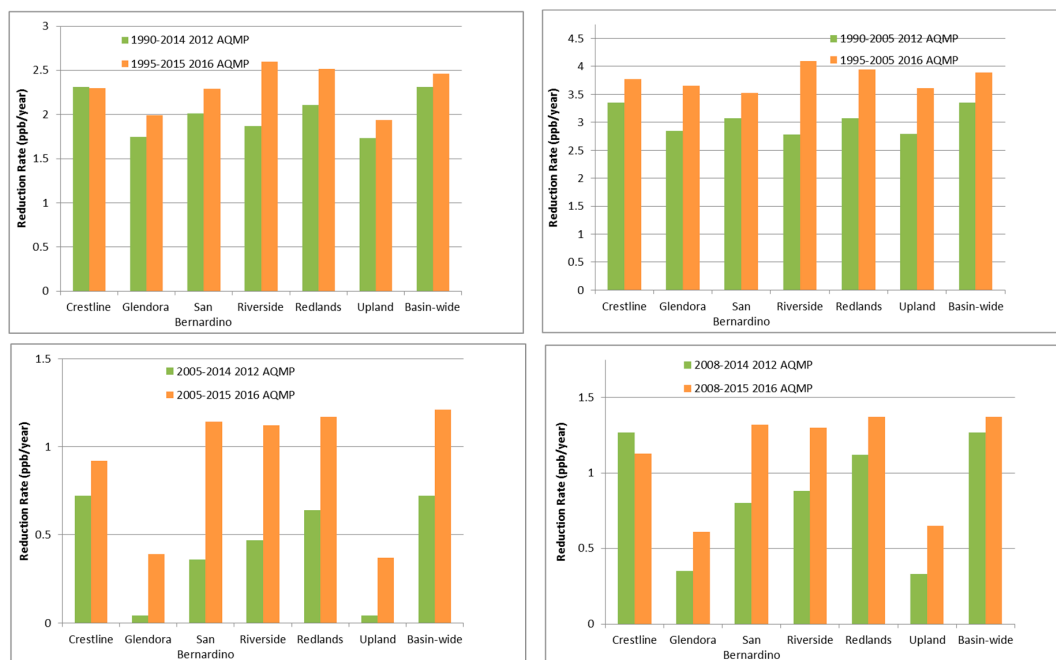 3
2.5
2
1.5
1
0.5
0
Reduction Rate (ppb/year)
1990-2014 2012 AQMP
1995-2015 2016 AQMP
Crestline Glendora San Bernardino Riverside Redlands Upland Basin-wide
4.5
4
3.5
3
2.5
2
1.5
1
0.5
0
Reduction Rate (ppb/year)
1990-2005 2012 AQMP
1995-2005 2016 AQMP
Crestline Glendora San Bernardino Riverside Redlands Upland Basin-wide
1.5
1
0.5
0
Reduction Rate (ppb/year)
2005-2014 2012 AQMP
2005-2015 2016 AQMP
Crestline Glendora San Bernardino Riverside Redlands Upland Basin-wide
1.5
1
0.5
0
Reduction Rate (ppb/year)
2008-2014 2012 AQMP
2008-2015 2016 AQMP
Crestline Glendora San Bernardino Riverside Redlands Upland Basin-wide